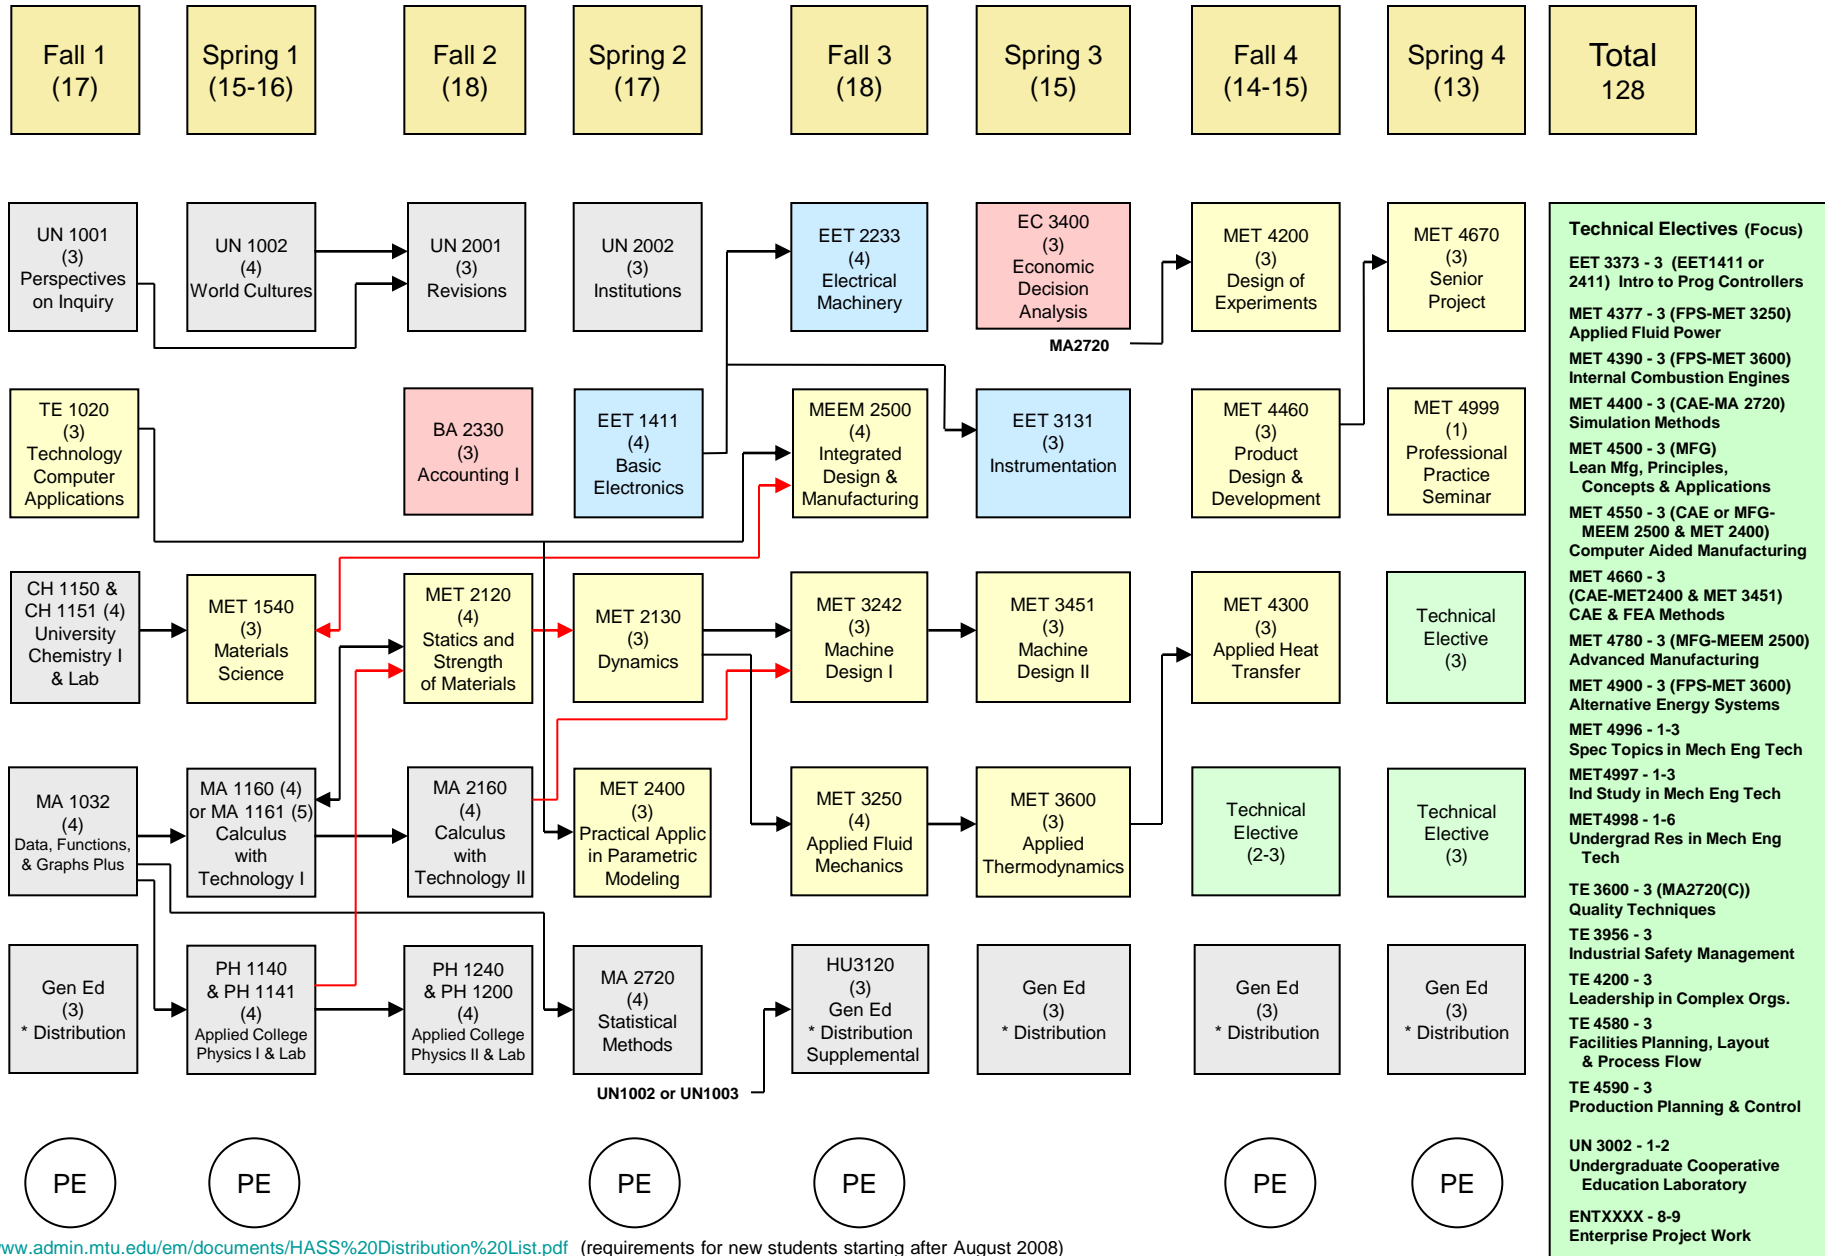 Fall 1
(17)
Spring 1
(15-16)
Fall 2
(18)
Spring 2
(17)
Fall 3
(18)
Spring 3
(15)
Fall 4
(14-15)
Spring 4
(13)
Total
128
UN 1001
(3)
Perspectives
on Inquiry
UN 1002
(4)
World Cultures
UN 2001
(3)
Revisions
UN 2002
(3)
Institutions
EET 2233
(4)
Electrical
Machinery
EC 3400
(3)
Economic
Decision
Analysis
MA2720
MET 4200
(3)
Design of
Experiments
MET 4670
(3)
Senior
Project
TE 1020
(3)
Technology
Computer
Applications
BA 2330
(3)
Accounting I
EET 1411
(4)
Basic
Electronics
MEEM 2500
(4)
Integrated
Design &
Manufacturing
EET 3131
(3)
Instrumentation
MET 4460
(3)
Product
Design &
Development
MET 4999
(1)
Professional
Practice
Seminar
CH 1150 &
CH 1151 (4)
University
Chemistry I
& Lab
MET 1540
(3)
Materials
Science
MET 2120
(4)
Statics and
Strength
of Materials
MET 2130
(3)
Dynamics
MET 3242
(3)
Machine
Design I
MET 3451
(3)
Machine
Design II
MET 4300
(3)
Applied Heat
Transfer
Technical
Elective
(3)
MA 1032
(4)
Data, Functions,
& Graphs Plus
MA 1160 (4)
or MA 1161 (5)
Calculus
with
Technology I
MA 2160
(4)
Calculus
with
Technology II
MET 2400
(3)
Practical Applic
in Parametric
Modeling
MET 3250
(4)
Applied Fluid
Mechanics
MET 3600
(3)
Applied
Thermodynamics
Technical
Elective
(2-3)
Technical
Elective
(3)
Gen Ed
(3)
* Distribution
PH 1140
& PH 1141
(4)
Applied College
Physics I & Lab
PH 1240
& PH 1200
(4)
Applied College
Physics II & Lab
MA 2720
(4)
Statistical
Methods
HU3120
(3)
Gen Ed
* Distribution
Supplemental
UN1002 or UN1003
Gen Ed
(3)
* Distribution
Gen Ed
(3)
* Distribution
Gen Ed
(3)
* Distribution
PE
PE
PE
PE
PE
PE
Technical Electives (Focus)
EET 3373 - 3 (EET1411 or
2411) Intro to Prog Controllers
MET 4377 - 3 (FPS-MET 3250)
Applied Fluid Power
MET 4390 - 3 (FPS-MET 3600)
Internal Combustion Engines
MET 4400 - 3 (CAE-MA 2720)
Simulation Methods
MET 4500 - 3 (MFG)
Lean Mfg, Principles,
Concepts & Applications
MET 4550 - 3 (CAE or MFG-
MEEM 2500 & MET 2400)
Computer Aided Manufacturing
MET 4660 - 3
(CAE-MET2400 & MET 3451)
CAE & FEA Methods
MET 4780 - 3 (MFG-MEEM 2500)
Advanced Manufacturing
MET 4900 - 3 (FPS-MET 3600)
Alternative Energy Systems
MET 4996 - 1-3
Spec Topics in Mech Eng Tech
MET4997 - 1-3
Ind Study in Mech Eng Tech
MET4998 - 1-6
Undergrad Res in Mech Eng
Tech
TE 3600 - 3 (MA2720(C))
Quality Techniques
TE 3956 - 3
Industrial Safety Management
TE 4200 - 3
Leadership in Complex Orgs.
TE 4580 - 3
Facilities Planning, Layout
& Process Flow
TE 4590 - 3
Production Planning & Control
UN 3002 - 1-2
Undergraduate Cooperative
Education Laboratory
ENTXXXX - 8-9
Enterprise Project Work
ww.admin.mtu.edu/em/documents/HASS%20Distribution%20List.pdf (requirements for new students starting after August 2008)